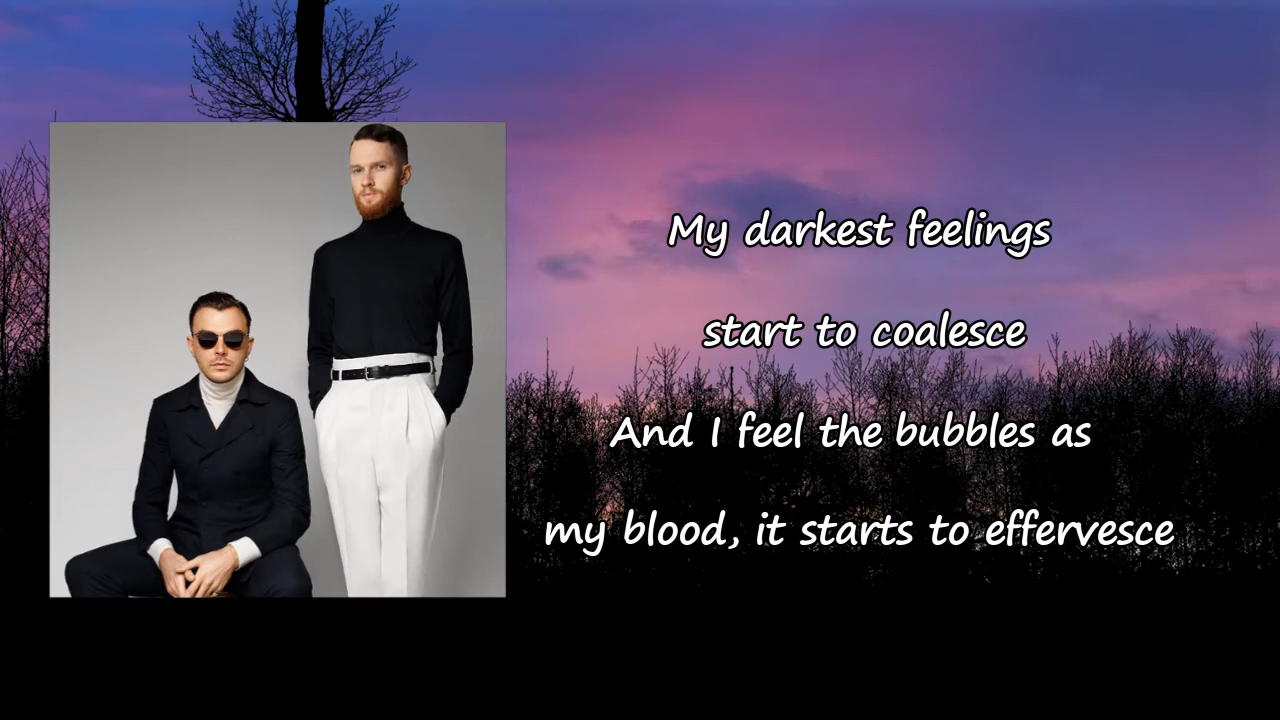 My darkest feelings
start to coalesce
And I feel the bubbles as
my blood, it starts to effervesce